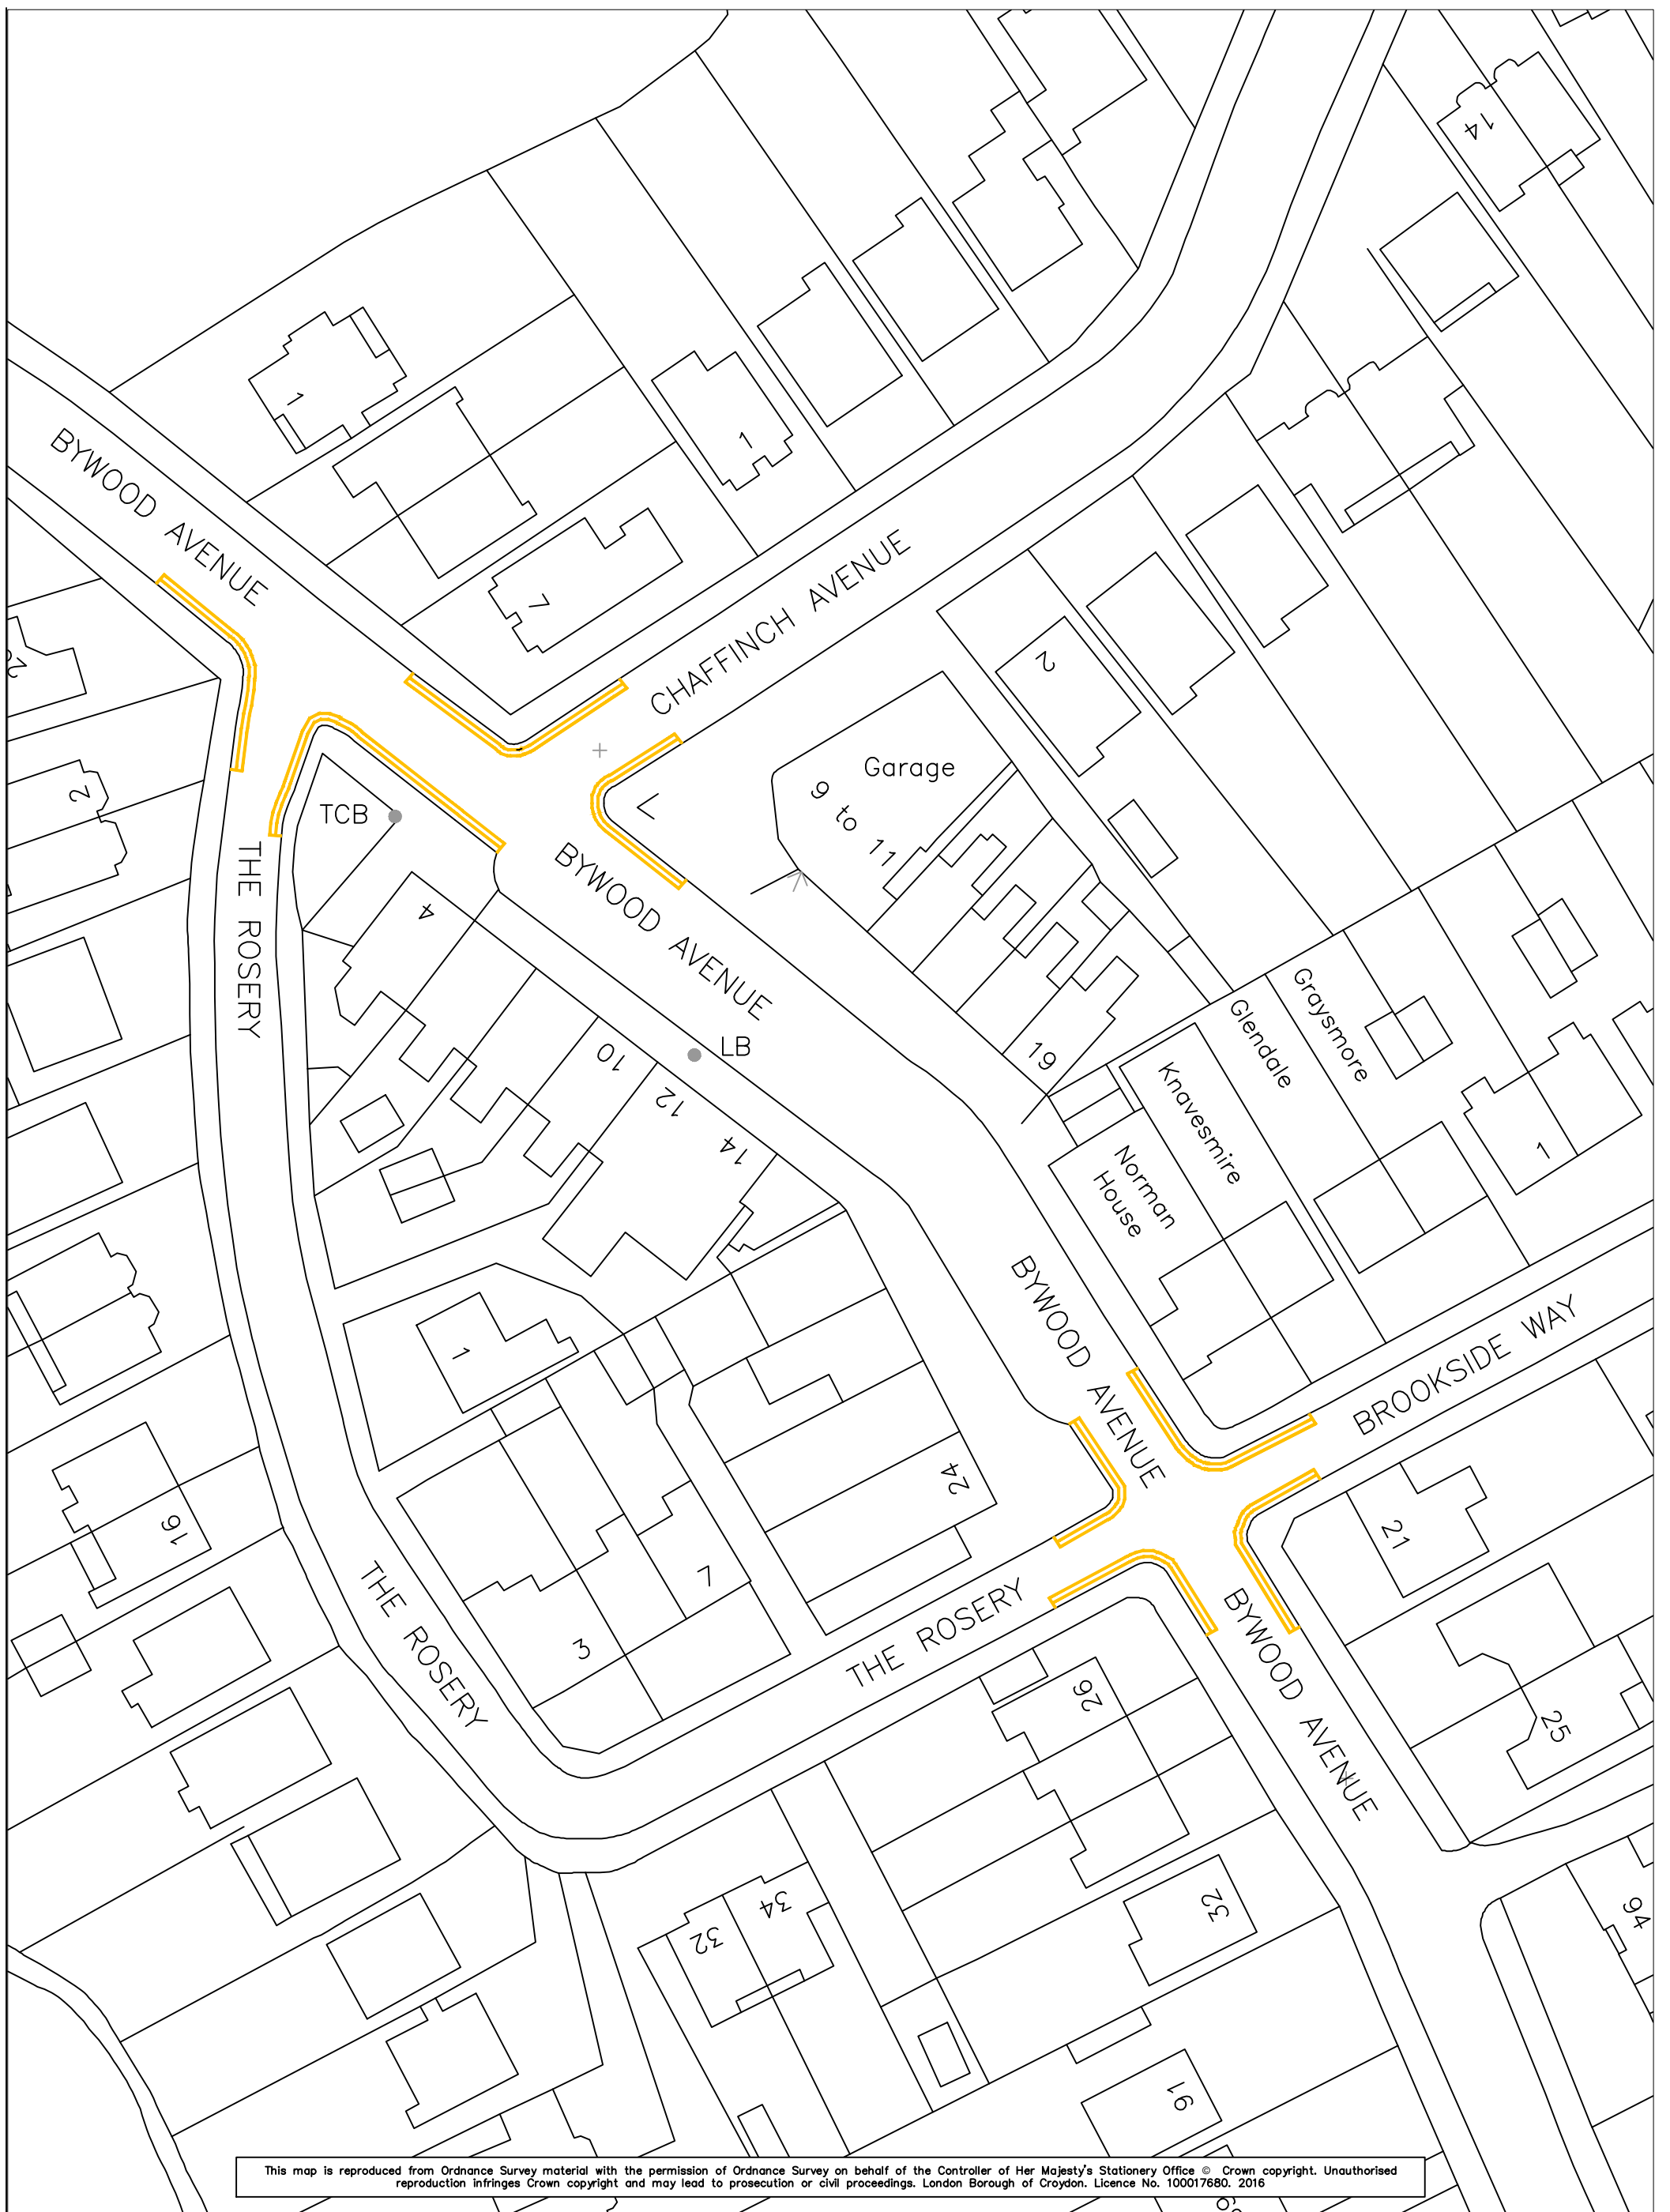 14
1
BYWOOD AVENUE
1
CHAFFINCH AVENUE
7
2
Garage
9 to 11
2
TCB
7
THE ROSERY
4
BYWOOD AVENUE
LB
10
12
14
19
Graysmore
Glendale
Knavesmire
Norman
House
1
1
BYWOOD AVENUE
BROOKSIDE WAY
24
21
16
7
3
THE ROSERY
THE ROSERY
BYWOOD AVENUE
26
25
34
32
32
94
91
This map is reproduced from Ordnance Survey material with the permission of Ordnance Survey on behalf of the Controller of Her Majesty's Stationery Office © Crown copyright. Unauthorised
reproduction infringes Crown copyright and may lead to prosecution or civil proceedings. London Borough of Croydon. Licence No. 100017680. 2016